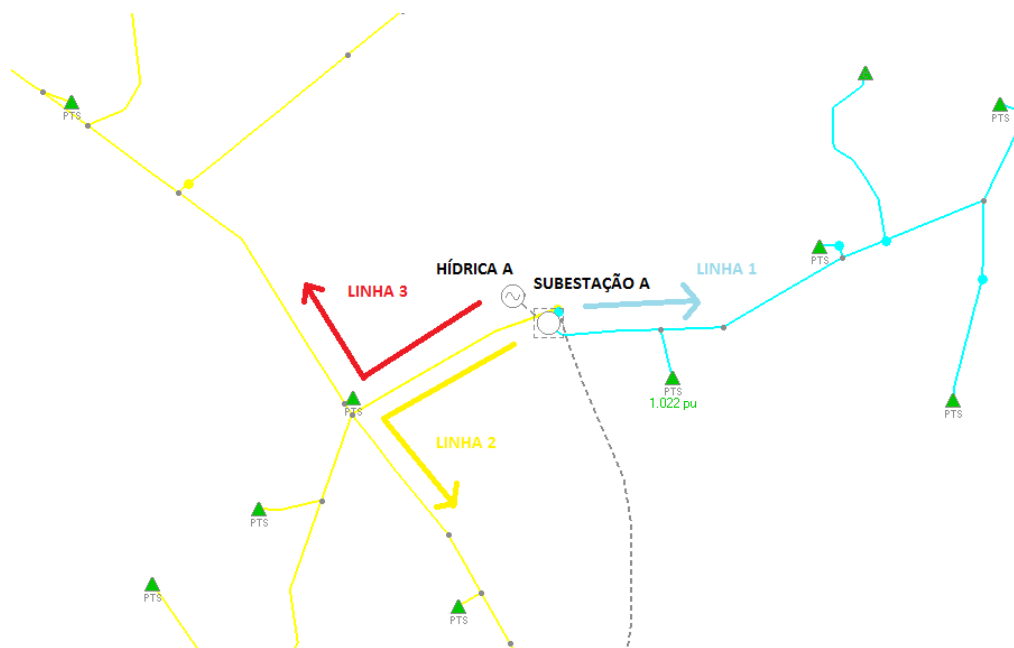 PTS
PTS
PTS
HÍDRICA A
SUBESTAÇÃO A
LINHA 1
LINHA 3
PTS
1.022 pu
PTS
PTS
LINHA 2
PTS
PTS
PTS